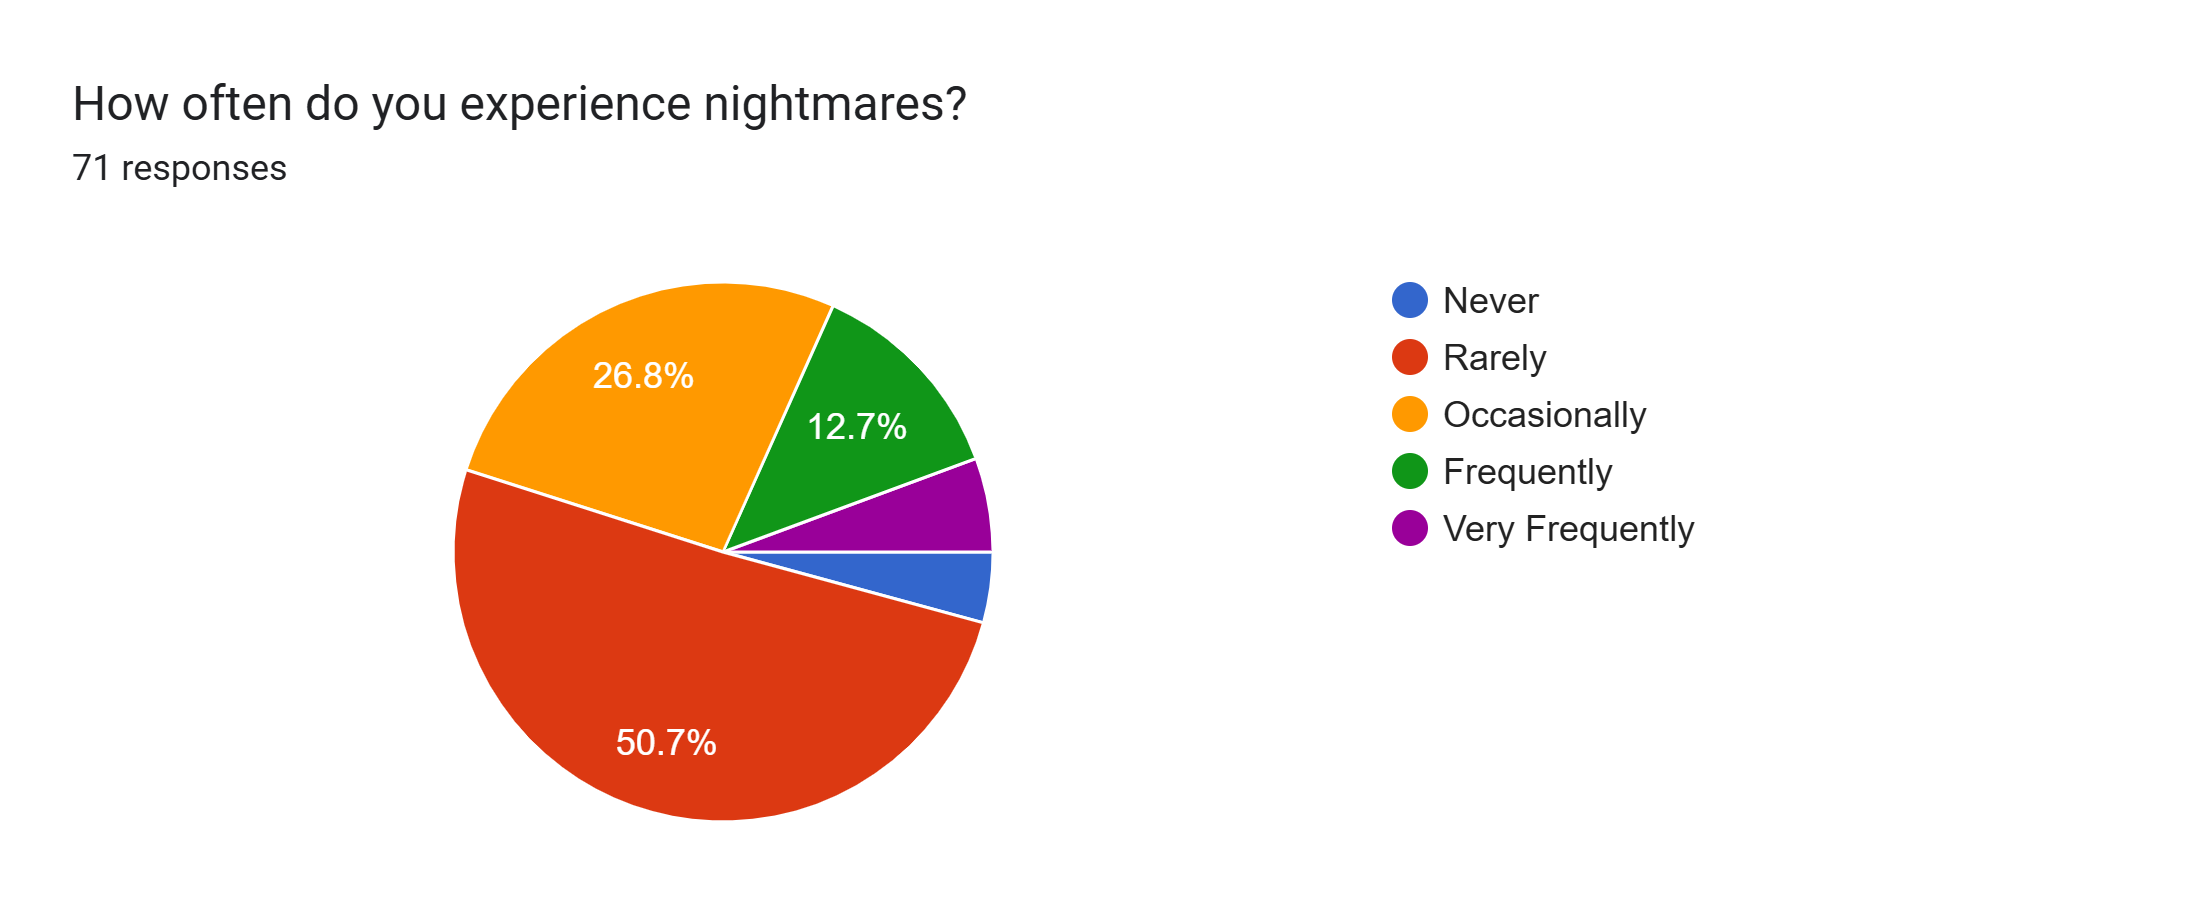 How often do you experience nightmares?
71 responses
26.8%
12.7%
50.7%
Never
Rarely
Occasionally
Frequently
Very Frequently